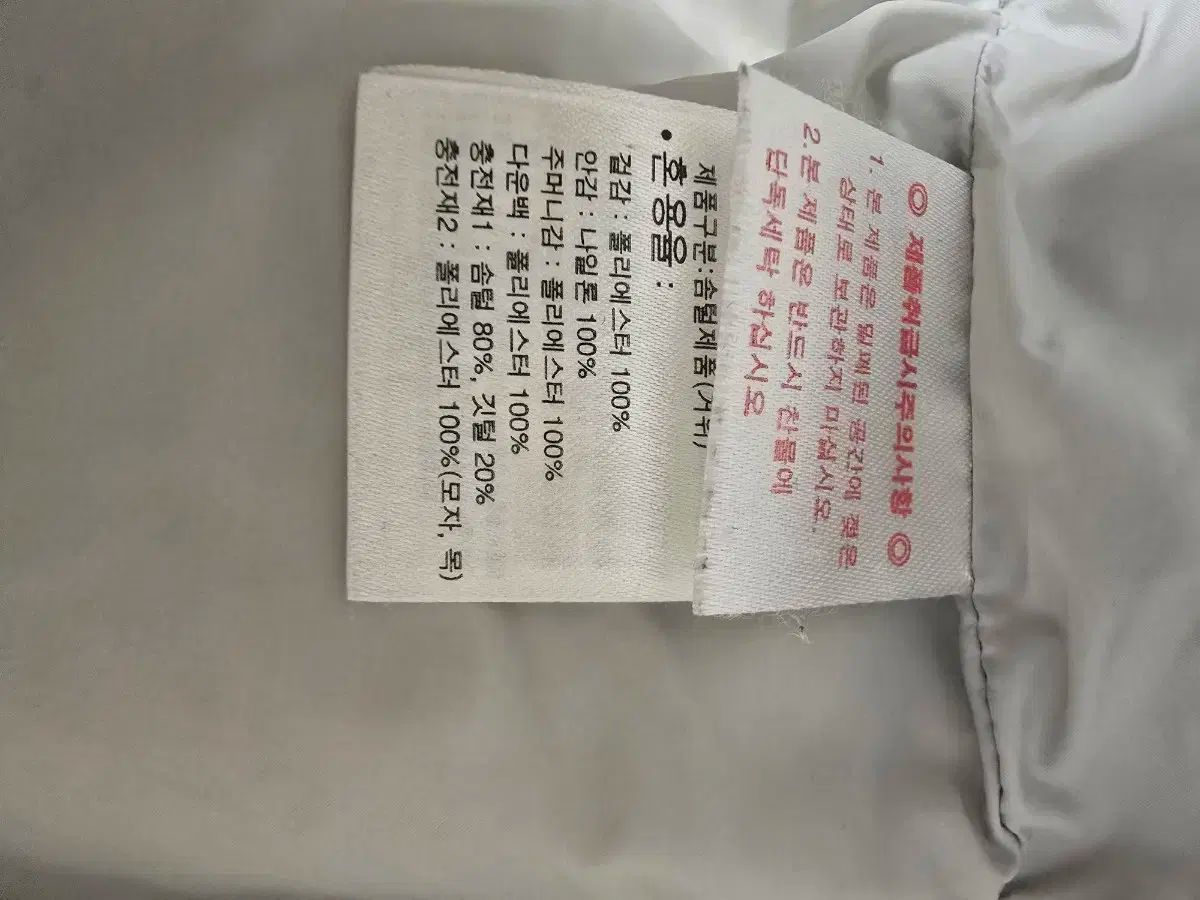 ◎ 제품취급시주의사항 ◎
1. 본 제품은 밀폐된 공간에 젖은
상태로 보관하지 마십시오.
2. 본 제품은 반드시 찬물에
단독세탁 하십시오
제품구분:솜털제품(거위)
• 혼용율 :
겉감 : 폴리에스터 100%
안감 : 나일론 100%
주머니감 : 폴리에스터 100%
다운백 : 폴리에스터 100%
충전재1 : 솜털 80%, 깃털 20%
충전재2 : 폴리에스터 100%(모자, 목)